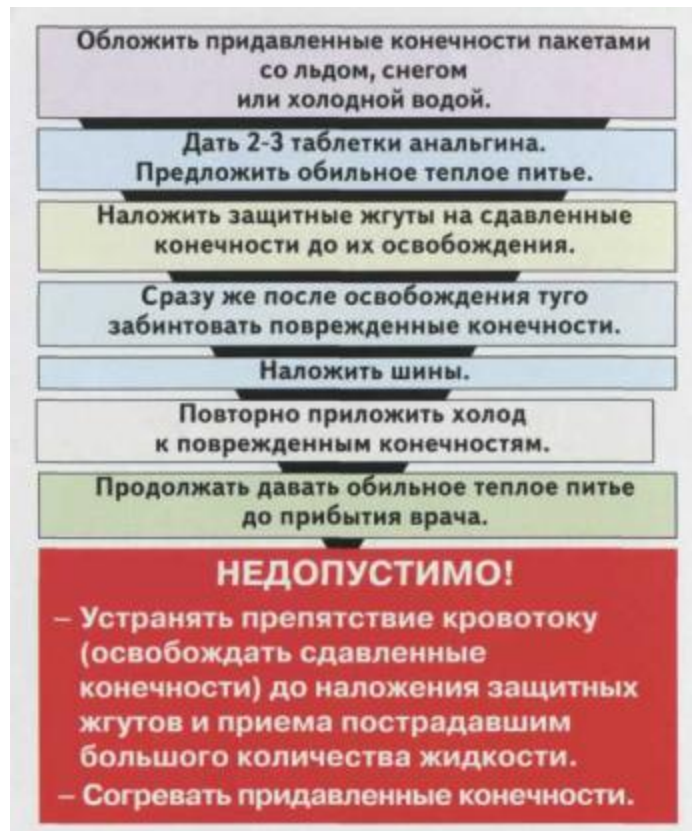 Обложить придавленные конечности пакетами
со льдом, снегом
или холодной водой.
Дать 2-3 таблетки анальгина.
Предложить обильное теплое питье.
Наложить защитные жгуты на сдавленные
конечности до их освобождения.
Сразу же после освобождения туго
забинтовать поврежденные конечности.
Наложить шины.
Повторно приложить холод
к поврежденным конечностям.
Продолжать давать обильное теплое питье
до прибытия врача.
НЕДОПУСТИМО!
– Устранять препятствие кровотоку
(освобождать сдавленные
конечности) до наложения защитных
жгутов и приема пострадавшим
большого количества жидкости.
– Согревать придавленные конечности.